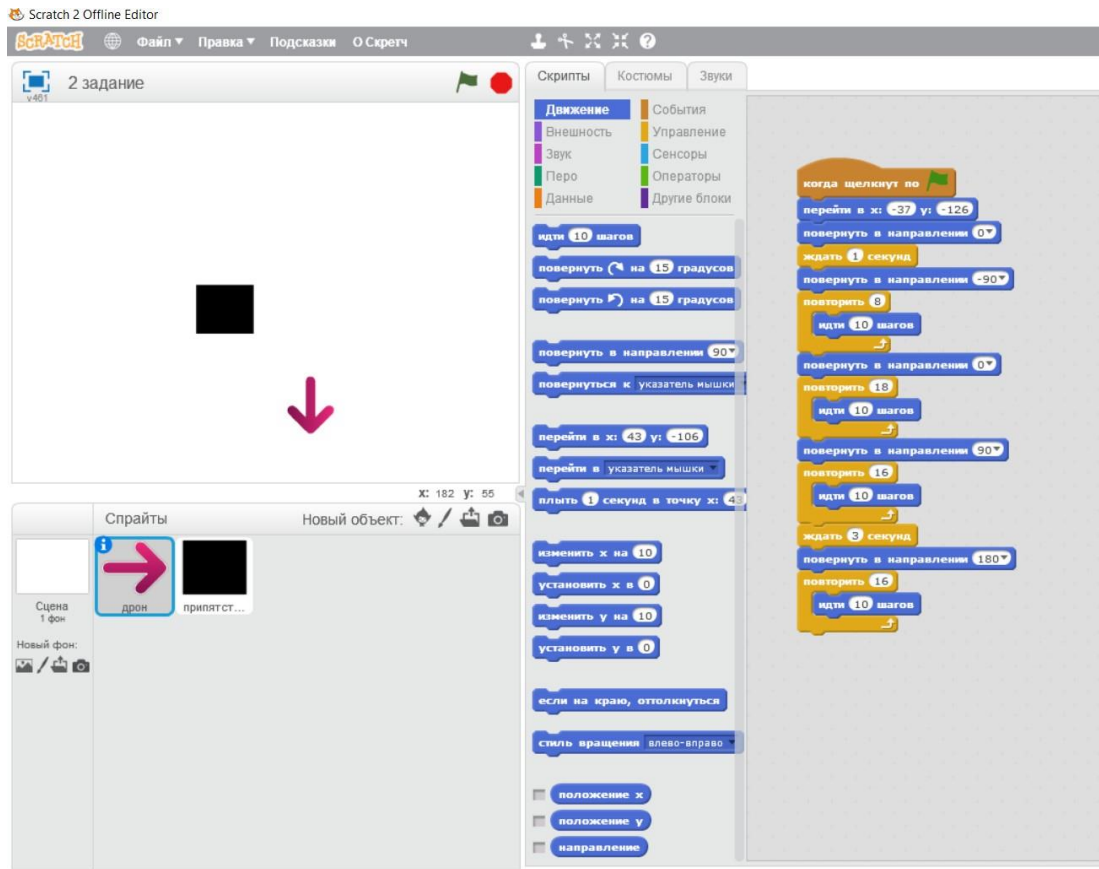 Scratch 2 Offline Editor
SCRATCH Файл Правка Подсказки О Скретч
v461
2 задание
x: 182 y: 55
Спрайты Новый объект:
Сцена
1 фон
Новый фон:
дрон
припятст...
Скрипты Костюмы Звуки
Движение События
Внешность Управление
Звук Сенсоры
Перо Операторы
Данные Другие блоки
идти 10 шагов
повернуть на 15 градусов
повернуть на 15 градусов
повернуть в направлении 90
повернуться к указатель мышки
перейти в x: 43 y: -106
перейти в указатель мышки
плыть 1 секунд в точку x: 43
изменить x на 10
установить x в 0
изменить y на 10
установить y в 0
если на краю, оттолкнуться
стиль вращения влево-вправо
положение x
положение y
направление
когда щелкнут по
перейти в x: -37 y: -126
повернуть в направлении 0
ждать 1 секунд
повернуть в направлении -90
повторить 8
идти 10 шагов
повернуть в направлении 0
повторить 18
идти 10 шагов
повернуть в направлении 90
повторить 16
идти 10 шагов
ждать 3 секунд
повернуть в направлении 180
повторить 16
идти 10 шагов